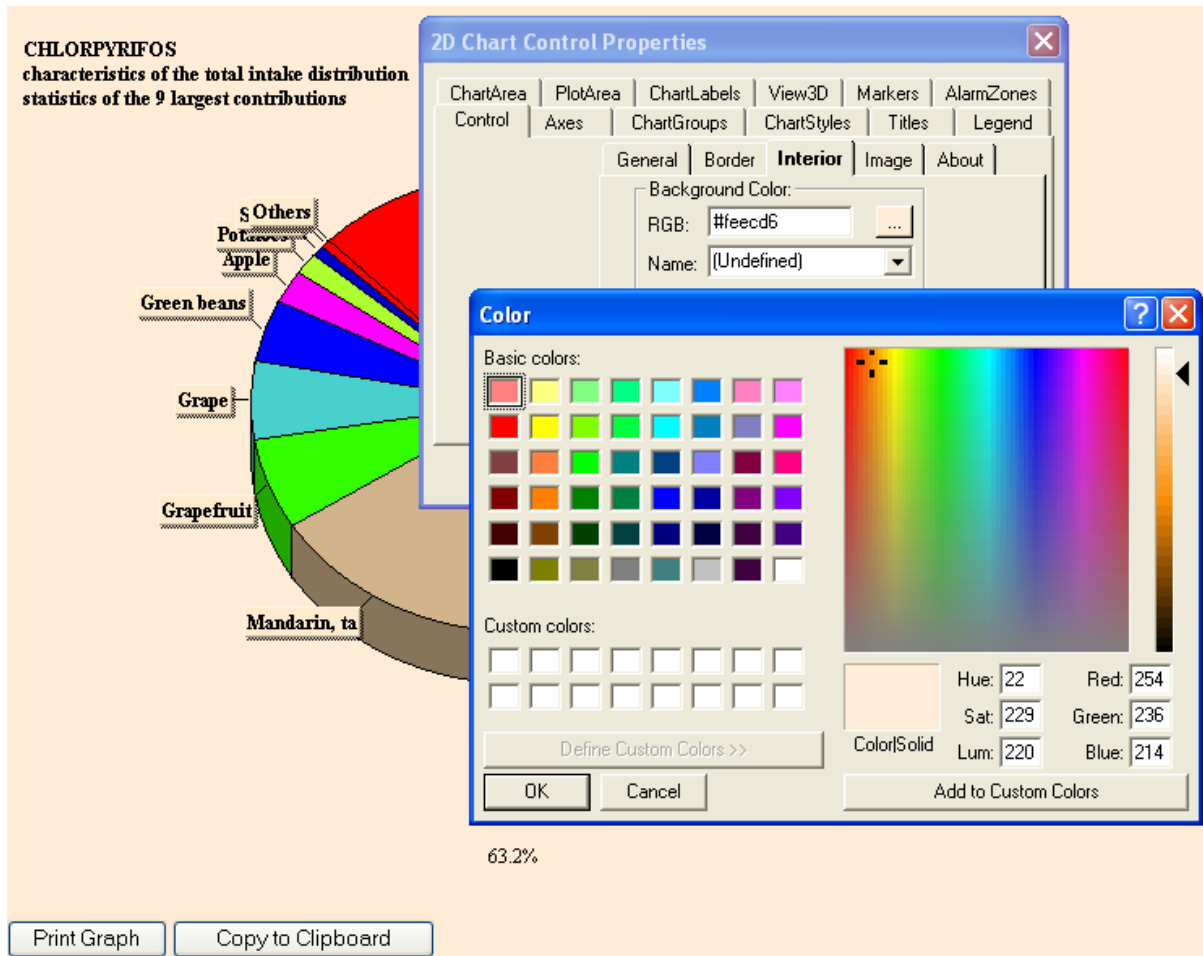 CHLORPYRIFOS
characteristics of the total intake distribution
statistics of the 9 largest contributions
2D Chart Control Properties
ChartArea PlotArea ChartLabels View3D Markers AlarmZones
Control Axes ChartGroups ChartStyles Titles Legend
General Border Interior Image About
Background Color:
RGB: #feecd6 ...
Name: (Undefined)
Others
Apple
Green beans
Grape
Grapefruit
Mandarin, ta
Color
Basic colors:
Custom colors:
Define Custom Colors >>
OK Cancel
Color|Solid
Hue: 22 Red: 254
Sat: 229 Green: 236
Lum: 220 Blue: 214
Add to Custom Colors
63.2%
Print Graph Copy to Clipboard